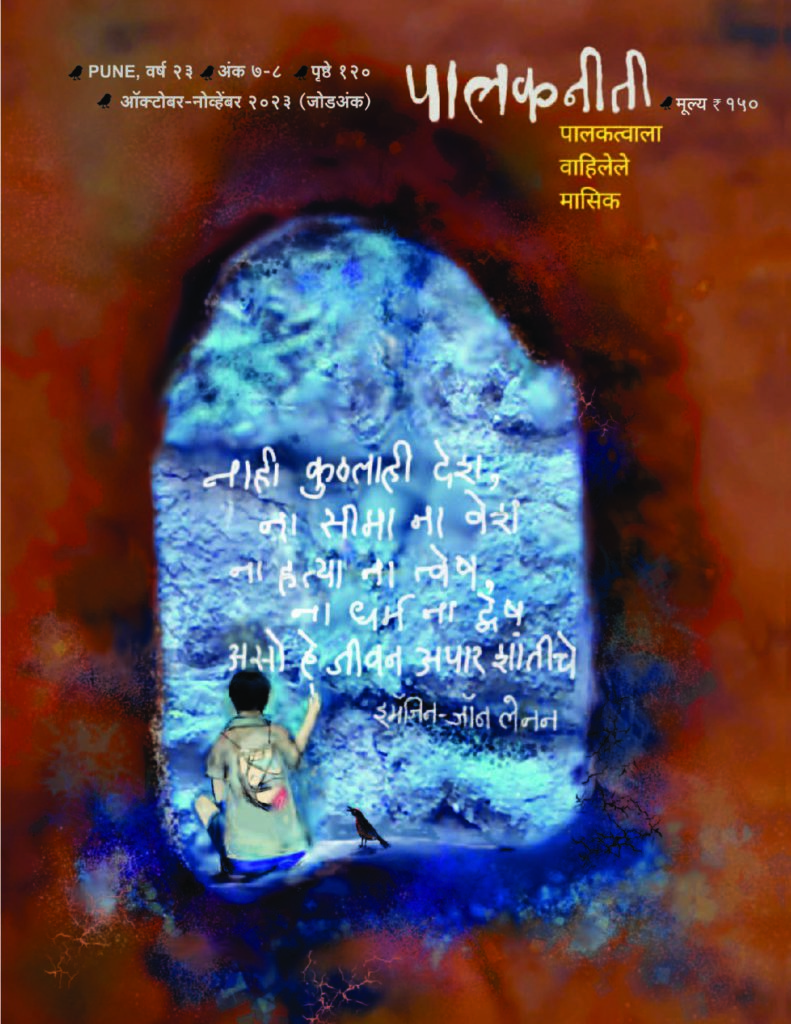 PUNE, वर्ष २३ अंक ७-८ पृष्ठे १२०
ऑक्टोबर-नोव्हेंबर २०२३ (जोडअंक)
पालकनीती
मूल्य ₹ १५०
पालकत्वाला
वाहिलेले
मासिक
नाही कुठलाही देश,
ना सीमा ना वेश
ना हत्या ना त्वेष,
ना धर्म ना द्वेष
असो हे जीवन अपार शांतीचे
इमॅजिन-जॉन लेनन